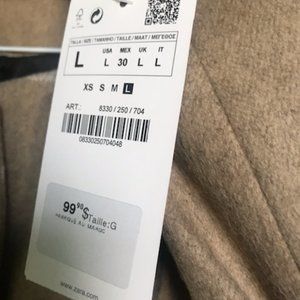 TALLA / SIZE / TAMANHO / TAILLE / MAAT / ΜΕΓΕΘΟΣ
USA MEX UK IT
L L 30 L L
XS S M L
ART.: 8330 / 250 / 704
08330250704048
99 90 $ Taille:G
www.zara.com